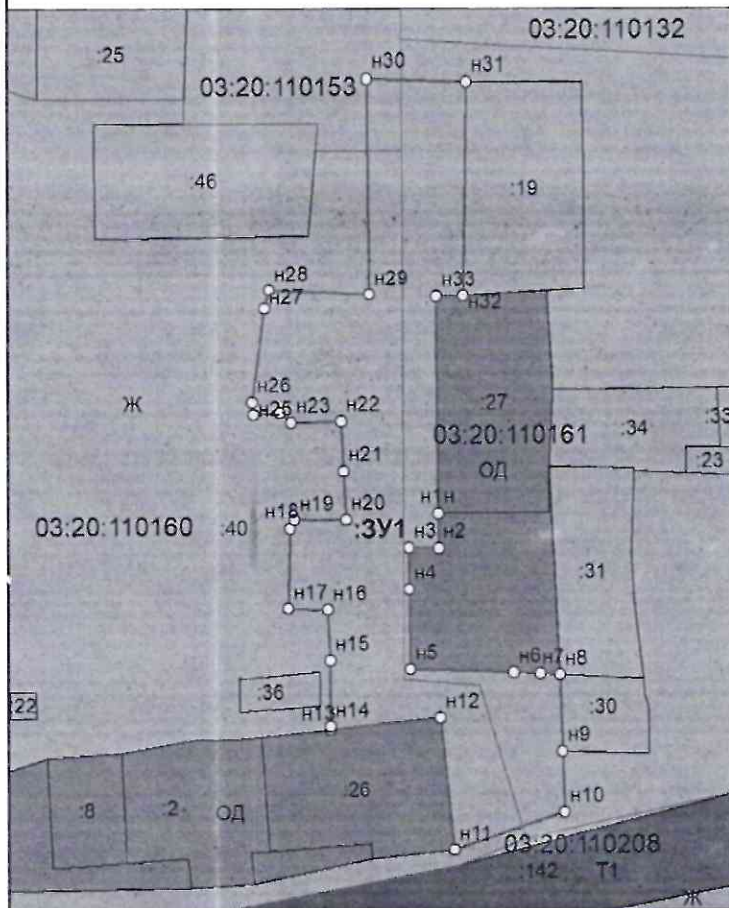 03:20:110132
:25
н30
н31
03:20:110153
:46
:19
н28
н29
н33
н27
н32
н26
Ж
н25
н23
н22
:27
:34
:33
03:20:110161
:23
н21
ОД
н1н
н18
н19
н20
03:20:110160
:40
:ЗУ1
н3
н2
н4
:31
н17
н16
н15
н5
н6
н7
н8
:36
:22
:30
н13
н14
н12
н9
:8
:2
ОД
:26
н10
н11
03:20:110208
:142
Т1
Ж